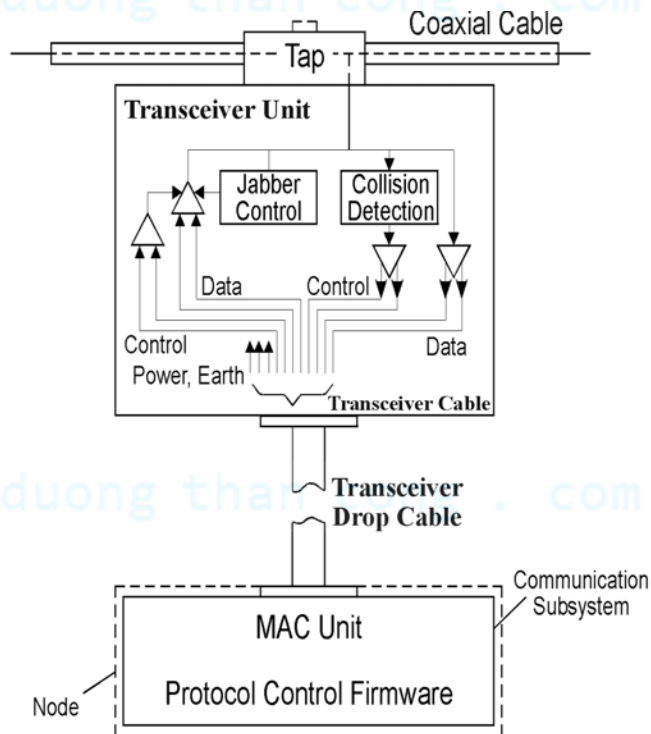 duong than cong . com
Coaxial Cable
Tap
Transceiver Unit
Jabber
Control
Collision
Detection
Data
Control
Control
Data
Power, Earth
Transceiver Cable
duong than cong . com
Transceiver
Drop Cable
Communication
Subsystem
MAC Unit
Protocol Control Firmware
Node